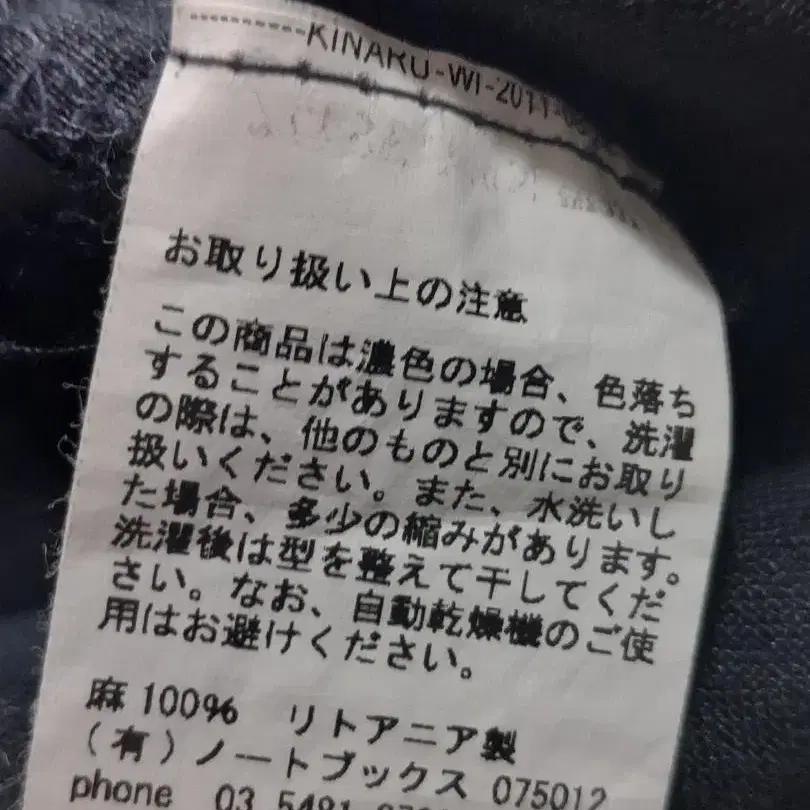 ----------KINARU-WI-2011-
お取り扱い上の注意
この商品は濃色の場合、色落ち
することがありますので、洗濯
の際は、他のものと別にお取り
扱いください。また、水洗いし
た場合、多少の縮みがあります。
洗濯後は型を整えて干してくだ
さい。なお、自動乾燥機のご使
用はお避けください。
麻100% リトアニア製
(有)ノートブックス 075012
phone 03 5481